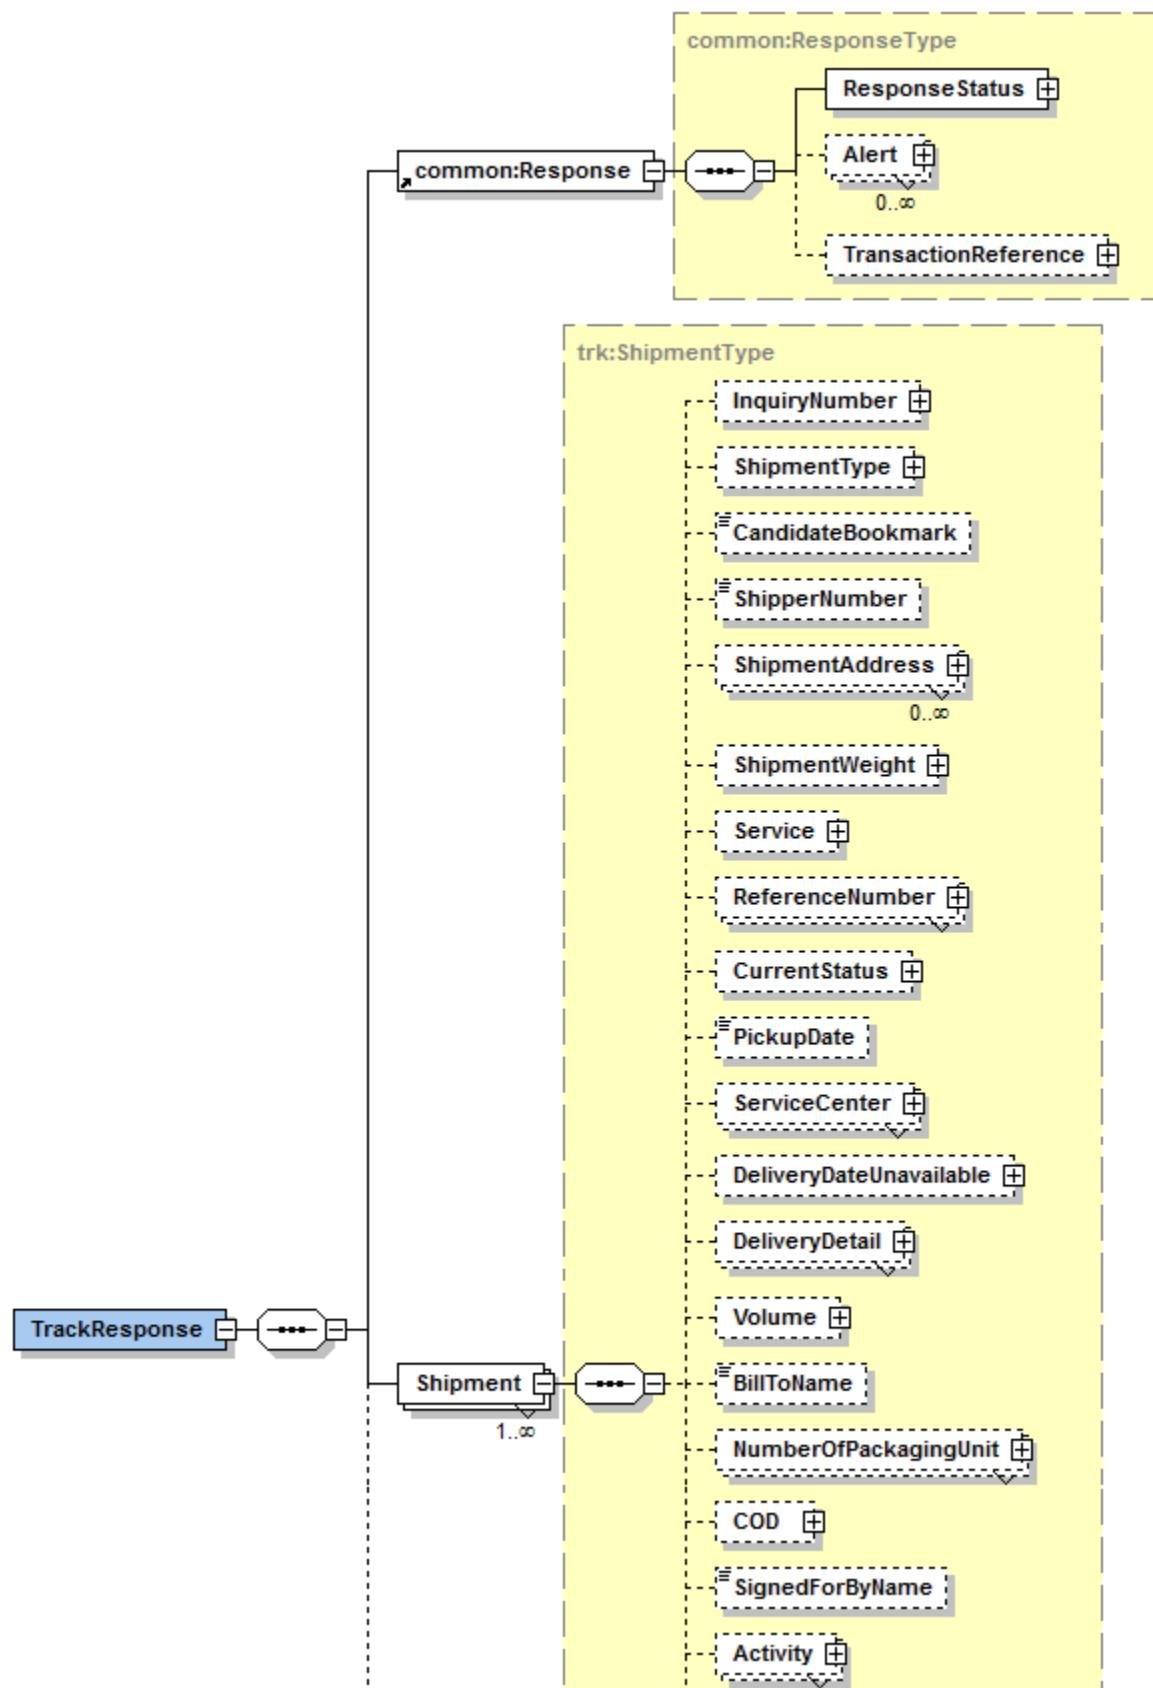 common:ResponseType
ResponseStatus
Alert
0..∞
common:Response
TransactionReference
trk:ShipmentType
InquiryNumber
ShipmentType
CandidateBookmark
ShipperNumber
ShipmentAddress
0..∞
ShipmentWeight
Service
ReferenceNumber
CurrentStatus
PickupDate
ServiceCenter
DeliveryDateUnavailable
DeliveryDetail
Volume
TrackResponse
Shipment
1..∞
BillToName
NumberOfPackagingUnit
COD
SignedForByName
Activity